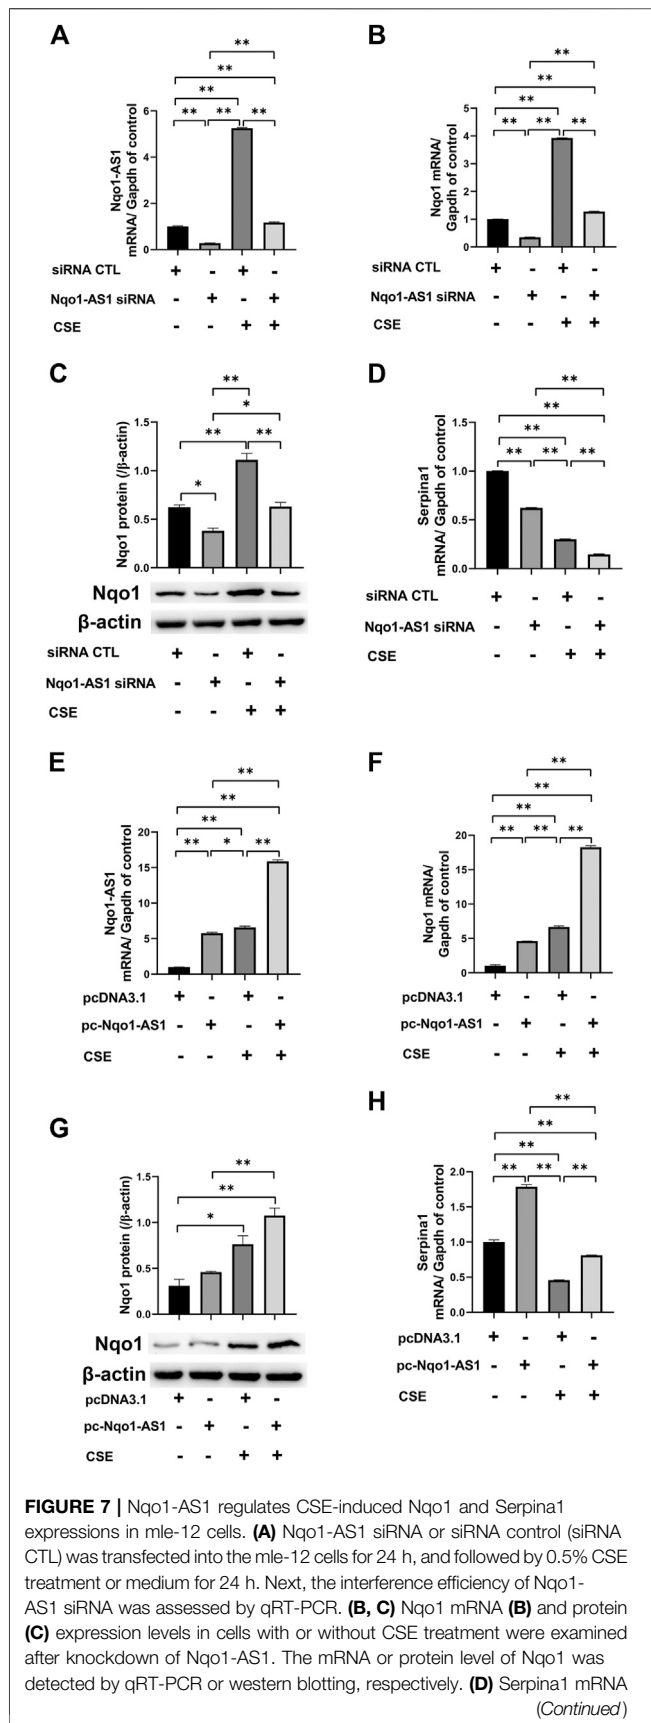 A
**
**
**
** ** **
Nqo1-AS1
mRNA/ Gapdh of control
6
4
2
0
siRNA CTL + - + -
Nqo1-AS1 siRNA - + - +
CSE - - + +
B
**
**
**
** ** **
Nqo1 mRNA/
Gapdh of control
5
4
3
2
1
0
siRNA CTL + - + -
Nqo1-AS1 siRNA - + - +
CSE - - + +
C
**
*
** **
*
Nqo1 protein (/β-actin)
1.5
1.0
0.5
0.0
Nqo1
β-actin
siRNA CTL + - + -
Nqo1-AS1 siRNA - + - +
CSE - - + +
D
**
**
**
** ** **
Serpina1
mRNA/ Gapdh of control
1.5
1.0
0.5
0.0
siRNA CTL + - + -
Nqo1-AS1 siRNA - + - +
CSE - - + +
E
**
**
**
** * **
Nqo1-AS1
mRNA/ Gapdh of control
20
15
10
5
0
pcDNA3.1 + - + -
pc-Nqo1-AS1 - + - +
CSE - - + +
F
**
**
**
** ** **
Nqo1 mRNA/
Gapdh of control
20
15
10
5
0
pcDNA3.1 + - + -
pc-Nqo1-AS1 - + - +
CSE - - + +
G
**
**
*
Nqo1 protein (/β-actin)
1.5
1.0
0.5
0.0
Nqo1
β-actin
pcDNA3.1 + - + -
pc-Nqo1-AS1 - + - +
CSE - - + +
H
**
**
**
** ** **
Serpina1
mRNA/ Gapdh of control
2.0
1.5
1.0
0.5
0.0
pcDNA3.1 + - + -
pc-Nqo1-AS1 - + - +
CSE - - + +
FIGURE 7 | Nqo1-AS1 regulates CSE-induced Nqo1 and Serpina1
expressions in mle-12 cells. (A) Nqo1-AS1 siRNA or siRNA control (siRNA
CTL) was transfected into the mle-12 cells for 24 h, and followed by 0.5% CSE
treatment or medium for 24 h. Next, the interference efficiency of Nqo1-
AS1 siRNA was assessed by qRT-PCR. (B, C) Nqo1 mRNA (B) and protein
(C) expression levels in cells with or without CSE treatment were examined
after knockdown of Nqo1-AS1. The mRNA or protein level of Nqo1 was
detected by qRT-PCR or western blotting, respectively. (D) Serpina1 mRNA
(Continued)